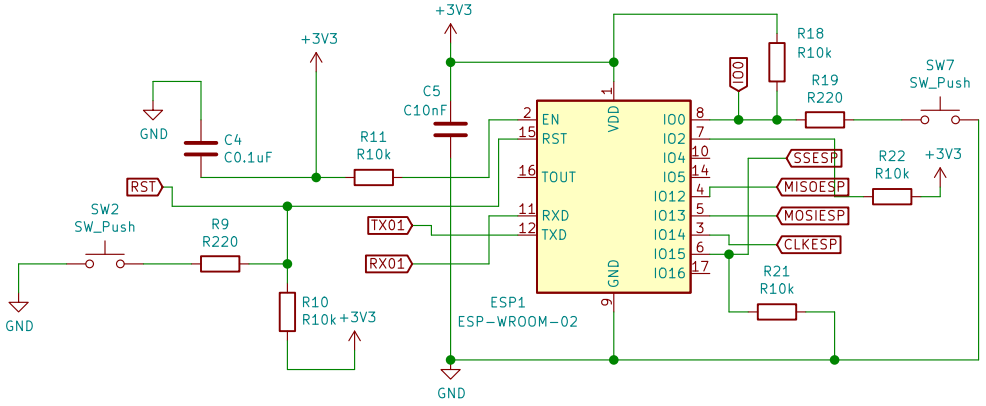 +3V3
R18
R10k
+3V3
SW7
SW_Push
IO0
R19
R220
C5
C10nF
1
VDD
GND
C4
C0.1uF
R11
R10k
2
EN
15
RST
16
TOUT
11
RXD
12
TXD
IO0
8
IO2
7
IO4
10
IO5
14
IO12
4
IO13
5
IO14
3
IO15
6
IO16
17
GND
9
SSESP
MISOESP
MOSIESP
CLKESP
R22
R10k
+3V3
RST
SW2
SW_Push
R9
R220
TXO1
RXO1
R21
R10k
ESP1
ESP-WROOM-02
R10
R10k
+3V3
GND
GND